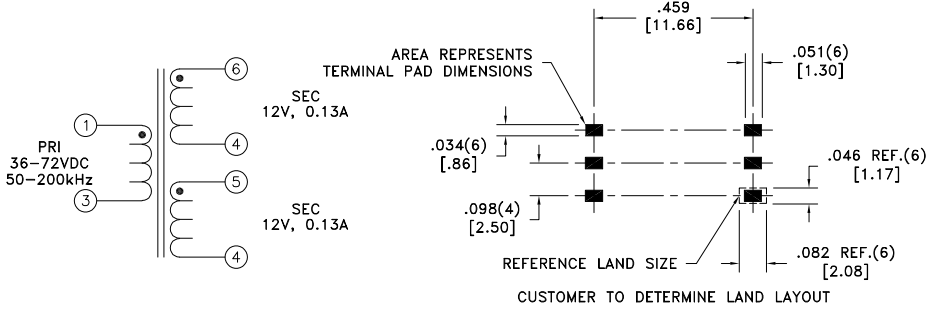 1
PRI
36-72VDC
50-200kHz
3
6
SEC
12V, 0.13A
4
5
SEC
12V, 0.13A
4
.459
[11.66]
AREA REPRESENTS
TERMINAL PAD DIMENSIONS
.051(6)
[1.30]
.034(6)
[.86]
.046 REF.(6)
[1.17]
.098(4)
[2.50]
REFERENCE LAND SIZE
.082 REF.(6)
[2.08]
CUSTOMER TO DETERMINE LAND LAYOUT